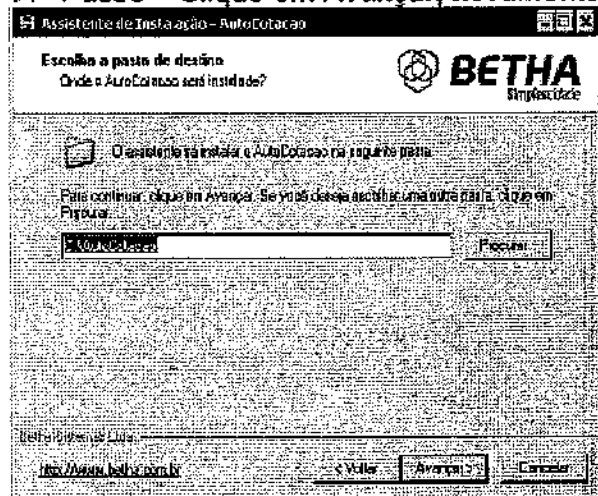 Passo - Clique em Avançar, novamente
Assistente de Instalação - AutoCotacao
Escolha a pasta de destino
Onde o AutoCotacao será instalado?
BETHA
Simplicidade
O assistente irá instalar o AutoCotacao na seguinte pasta.
Para continuar, clique em Avançar. Se você deseja escolher uma outra pasta, clique em
Procurar.
AutoCotacao
Procurar...
Betha Sistemas Ltda.
http://www.betha.com.br
< Voltar
Avançar >
Cancelar